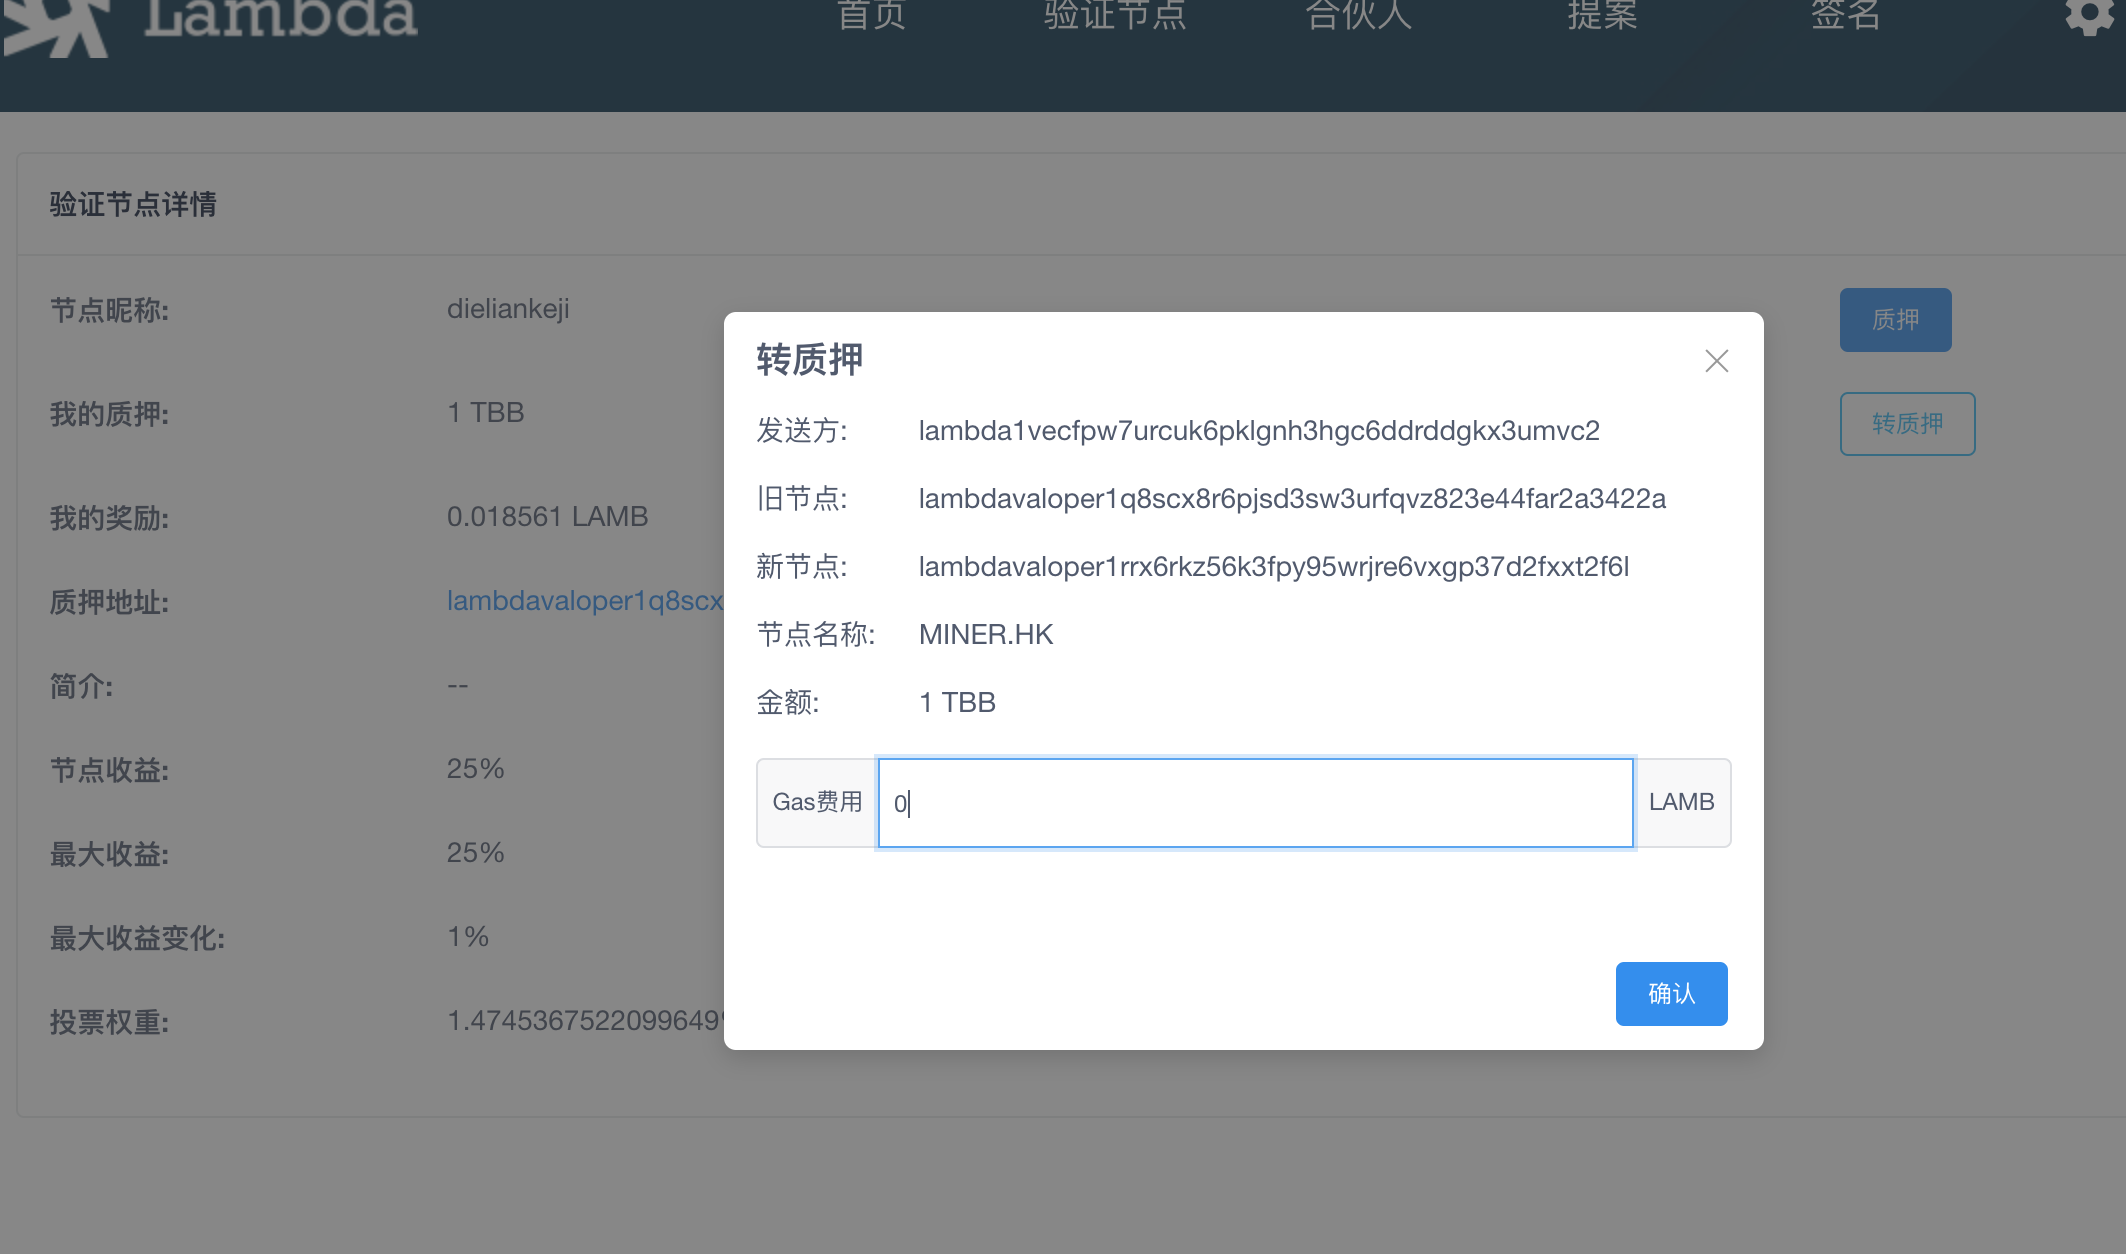 Lambda
首页 验证节点 合伙人 提案 签名
验证节点详情
节点昵称: dieliankeji
质押
我的质押: 1 TBB
转质押
我的奖励: 0.018561 LAMB
质押地址: lambdavaloper1q8scx
简介: --
节点收益: 25%
最大收益: 25%
最大收益变化: 1%
投票权重: 1.4745367522099649
转质押
发送方: lambda1vecfpw7urcuk6pklgnh3hgc6ddrddgkx3umvc2
旧节点: lambdavaloper1q8scx8r6pjsd3sw3urfqvz823e44far2a3422a
新节点: lambdavaloper1rrx6rkz56k3fpy95wrjre6vxgp37d2fxxt2f6l
节点名称: MINER.HK
金额: 1 TBB
Gas费用 0 LAMB
确认